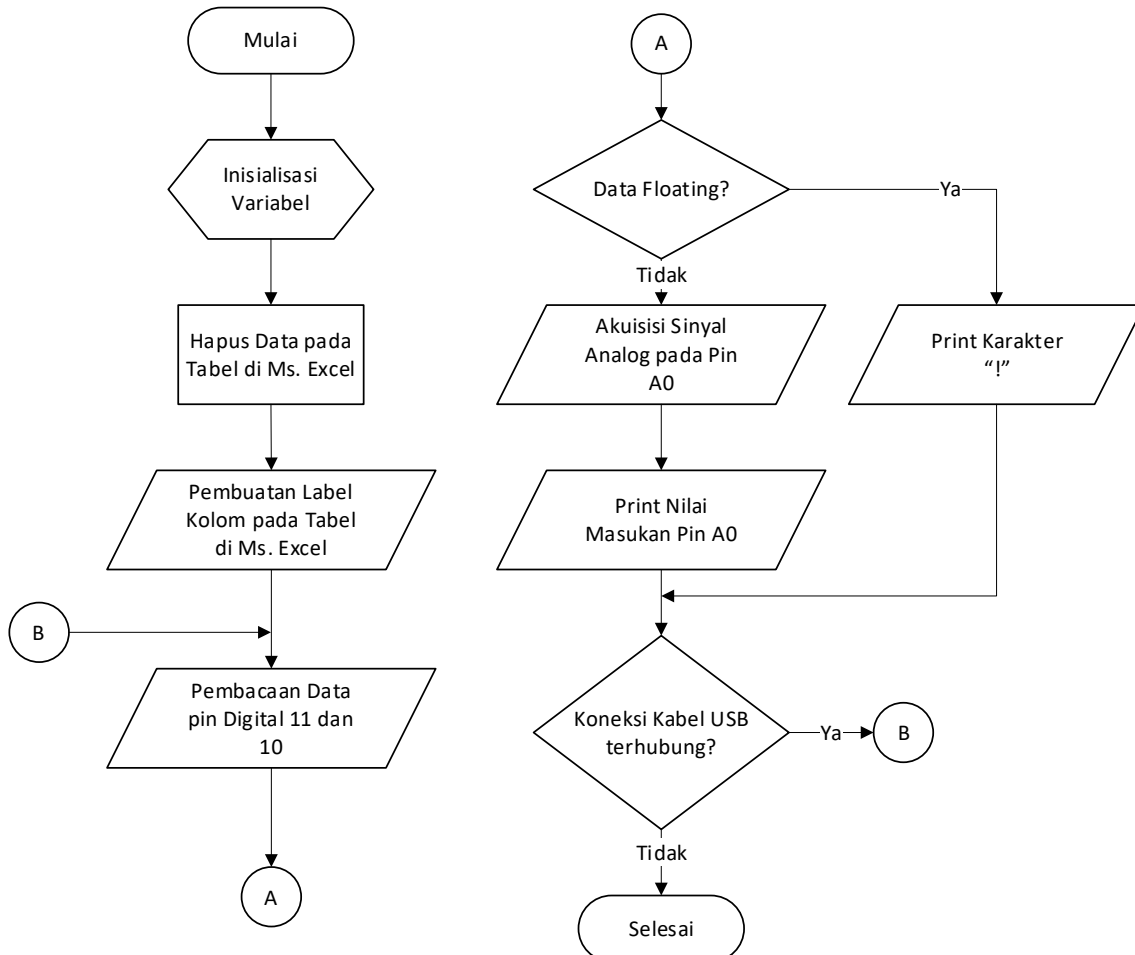 Mulai
Inisialisasi
Variabel
Hapus Data pada
Tabel di Ms. Excel
Pembuatan Label
Kolom pada Tabel
di Ms. Excel
B
Pembacaan Data
pin Digital 11 dan
10
A
A
Data Floating?
Ya
Tidak
Akuisisi Sinyal
Analog pada Pin
A0
Print Karakter
“!”
Print Nilai
Masukan Pin A0
Koneksi Kabel USB
terhubung?
Ya
B
Tidak
Selesai